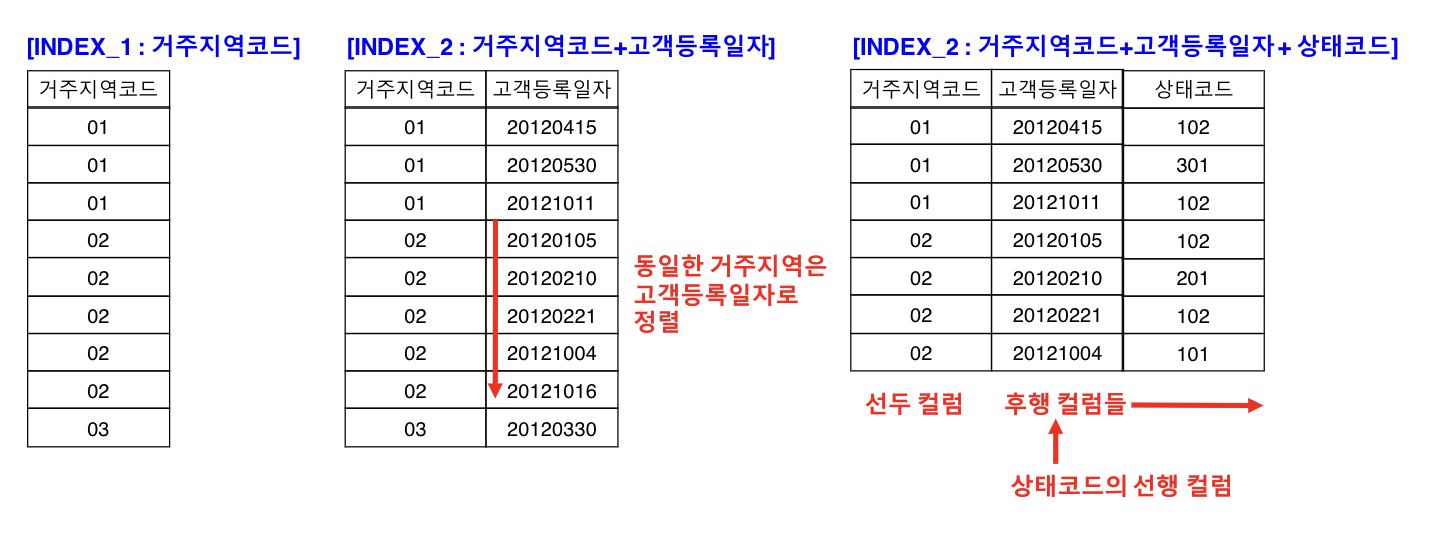 [INDEX_1 : 거주지역코드]
거주지역코드
01
01
01
02
02
02
02
02
03
[INDEX_2 : 거주지역코드+고객등록일자]
거주지역코드 고객등록일자
01 20120415
01 20120530
01 20121011
02 20120105
02 20120210
02 20120221
02 20121004
02 20121016
03 20120330
동일한 거주지역은
고객등록일자로
정렬
[INDEX_2 : 거주지역코드+고객등록일자+ 상태코드]
거주지역코드 고객등록일자 상태코드
01 20120415 102
01 20120530 301
01 20121011 102
02 20120105 102
02 20120210 201
02 20120221 102
02 20121004 101
선두 컬럼 후행 컬럼들
상태코드의 선행 컬럼